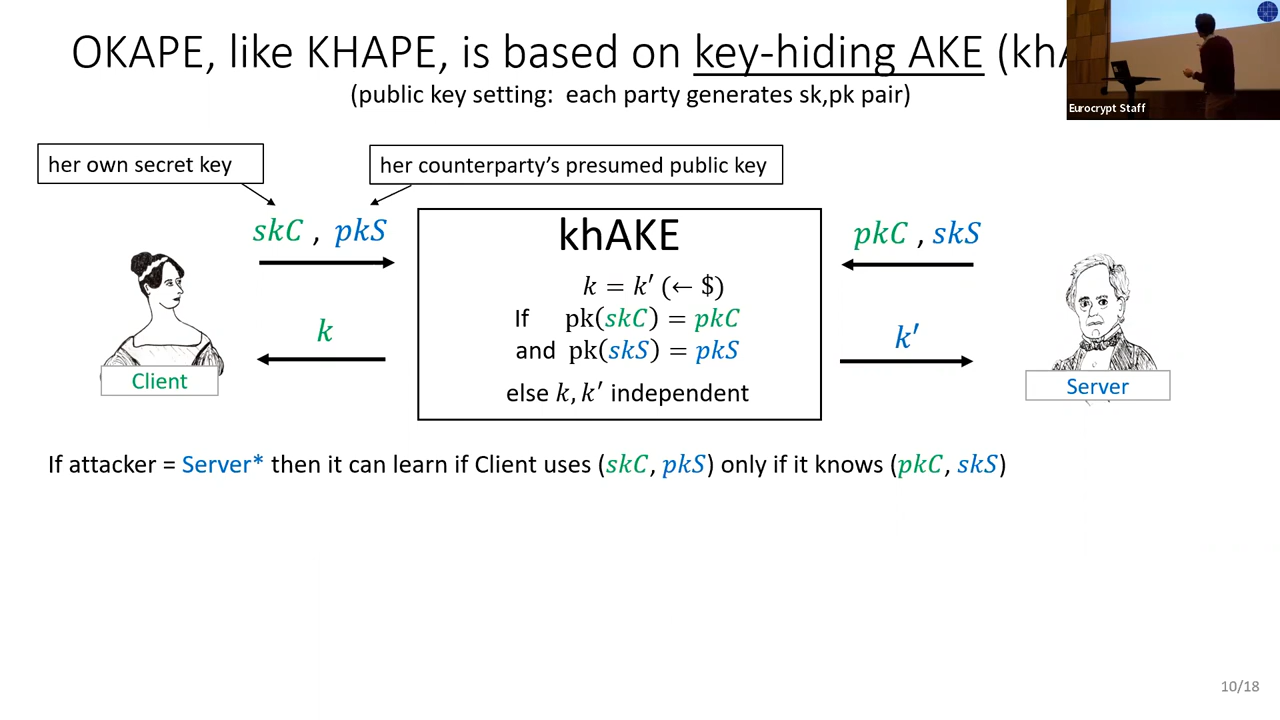 OKAPE, like KHAPE, is based on key-hiding AKE (kh
(public key setting: each party generates sk,pk pair)
Eurocrypt Staff
her own secret key
her counterparty's presumed public key
skC , pkS
khAKE
pkC , skS
k = k′ (← $)
If pk(skC) = pkC
and pk(skS) = pkS
else k, k′ independent
k
k′
Client
Server
If attacker = Server* then it can learn if Client uses (skC, pkS) only if it knows (pkC, skS)
10/18